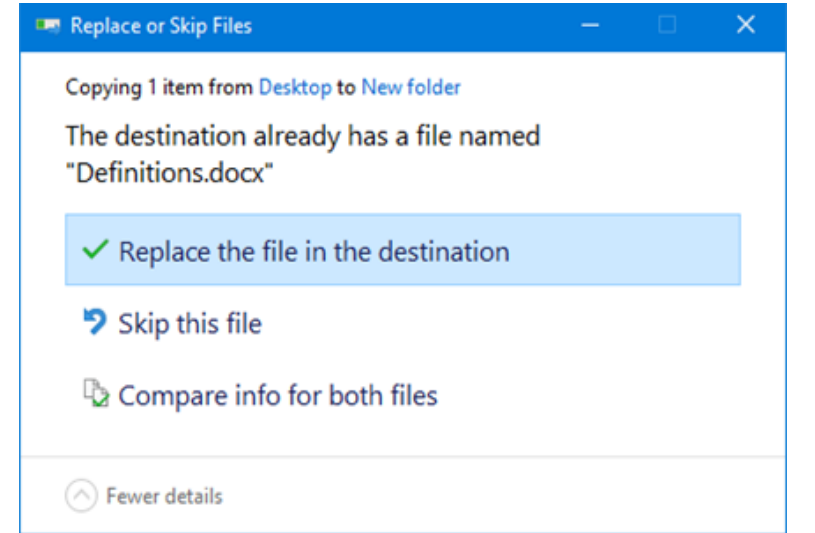 Replace or Skip Files
Copying 1 item from Desktop to New folder
The destination already has a file named
"Definitions.docx"
Replace the file in the destination
Skip this file
Compare info for both files
Fewer details